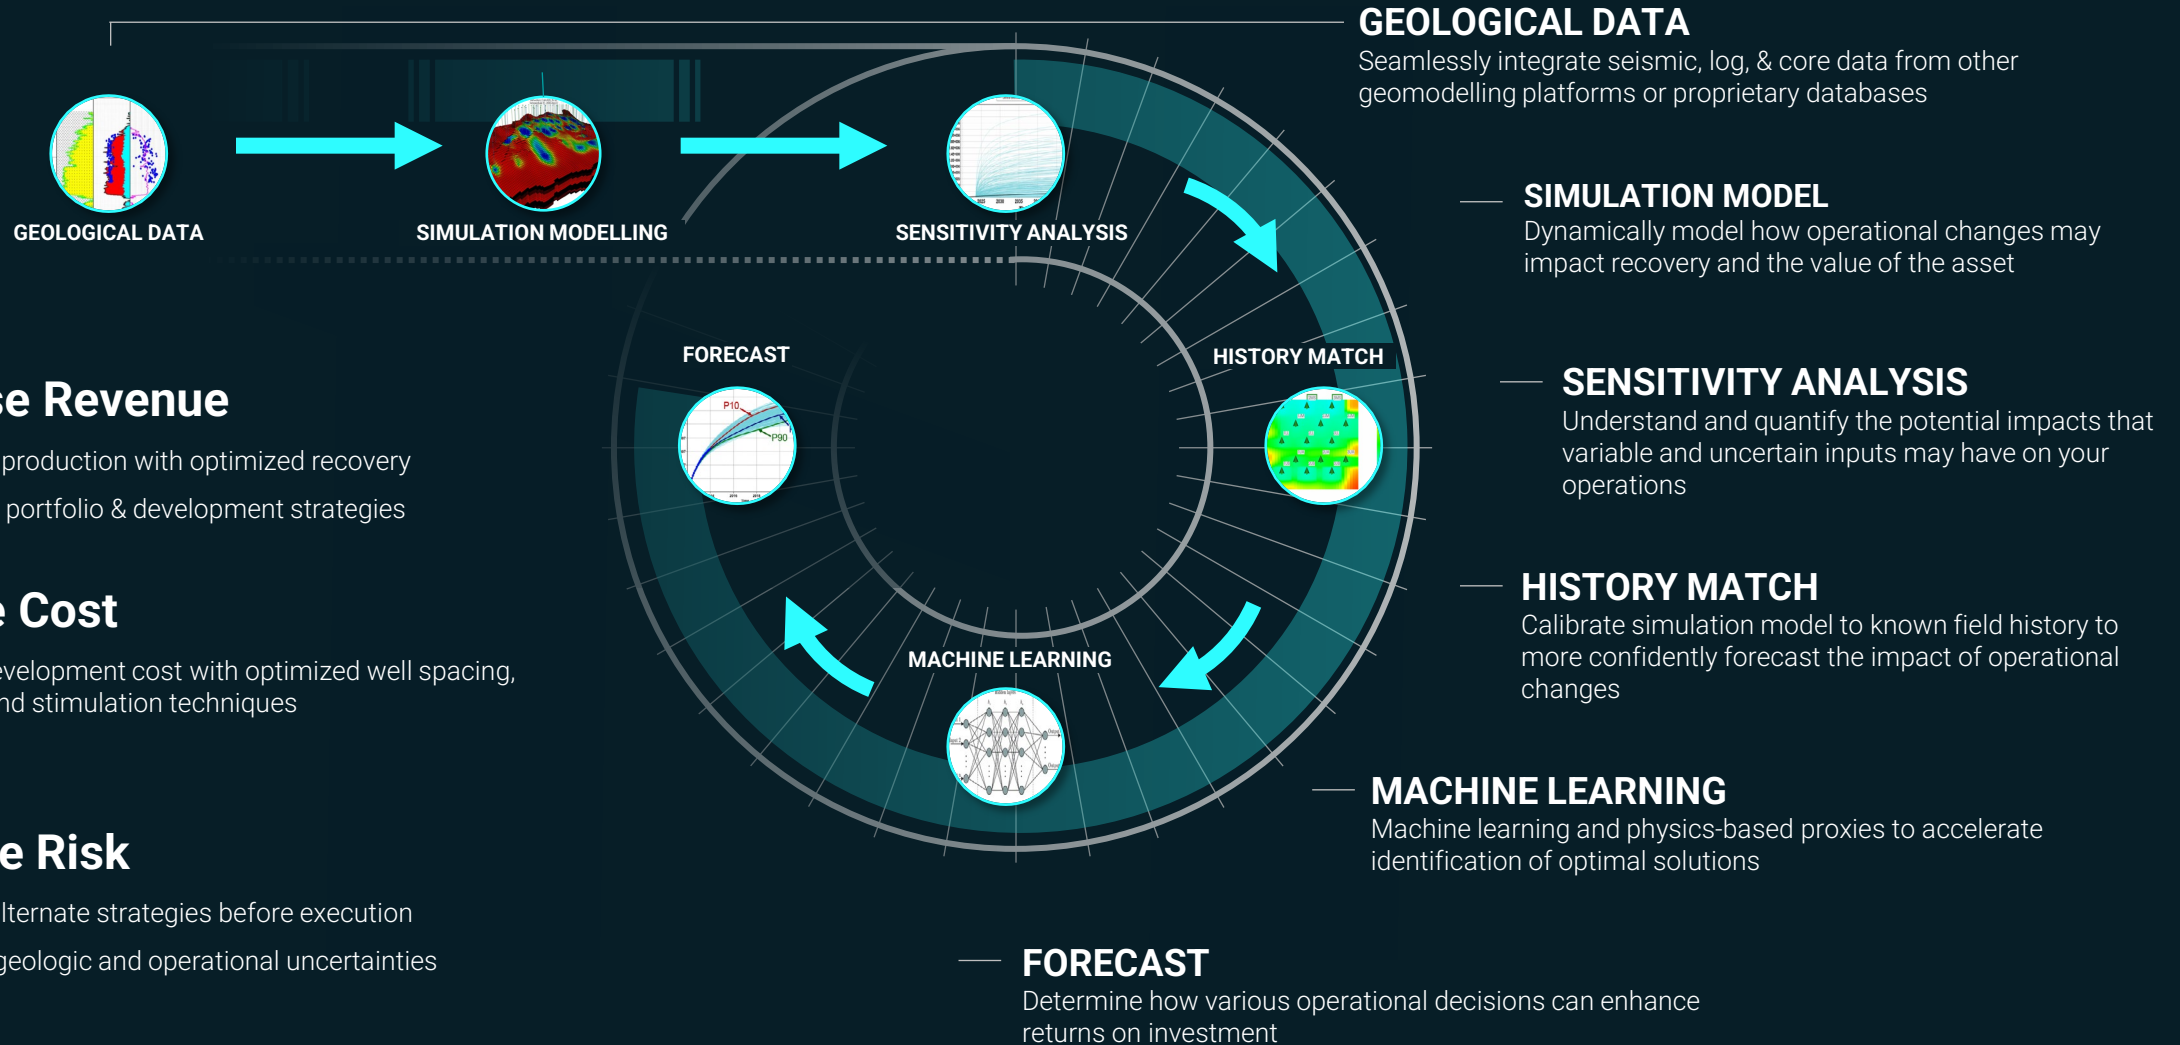 GEOLOGICAL DATA
Seamlessly integrate seismic, log, & core data from other
geomodelling platforms or proprietary databases
GEOLOGICAL DATA
SIMULATION MODELLING
SENSITIVITY ANALYSIS
SIMULATION MODEL
Dynamically model how operational changes may
impact recovery and the value of the asset
FORECAST
P10
P90
HISTORY MATCH
SENSITIVITY ANALYSIS
Understand and quantify the potential impacts that
variable and uncertain inputs may have on your
operations
se Revenue
production with optimized recovery
portfolio & development strategies
HISTORY MATCH
Calibrate simulation model to known field history to
more confidently forecast the impact of operational
changes
e Cost
evelopment cost with optimized well spacing,
nd stimulation techniques
MACHINE LEARNING
MACHINE LEARNING
Machine learning and physics-based proxies to accelerate
identification of optimal solutions
e Risk
lternate strategies before execution
geologic and operational uncertainties
FORECAST
Determine how various operational decisions can enhance
returns on investment